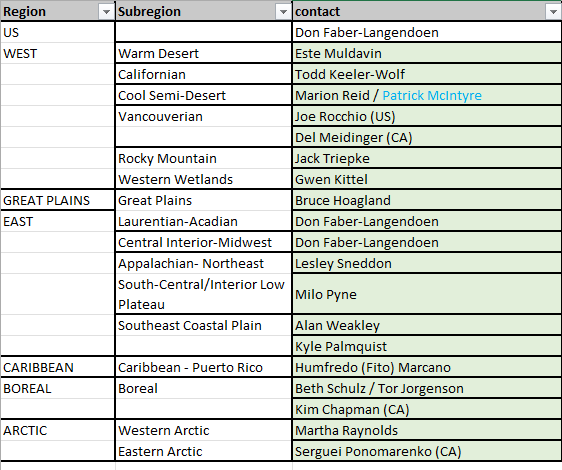 Region Subregion contact
US Don Faber-Langendoen
WEST Warm Desert Este Muldavin
Californian Todd Keeler-Wolf
Cool Semi-Desert Marion Reid / Patrick McIntyre
Vancouverian Joe Rocchio (US)
Del Meidinger (CA)
Rocky Mountain Jack Triepke
Western Wetlands Gwen Kittel
GREAT PLAINS Great Plains Bruce Hoagland
EAST Laurentian-Acadian Don Faber-Langendoen
Central Interior-Midwest Don Faber-Langendoen
Appalachian- Northeast Lesley Sneddon
South-Central/Interior Low
Plateau Milo Pyne
Southeast Coastal Plain Alan Weakley
Kyle Palmquist
CARIBBEAN Caribbean - Puerto Rico Humfredo (Fito) Marcano
BOREAL Boreal Beth Schulz / Tor Jorgenson
Kim Chapman (CA)
ARCTIC Western Arctic Martha Raynolds
Eastern Arctic Serguei Ponomarenko (CA)